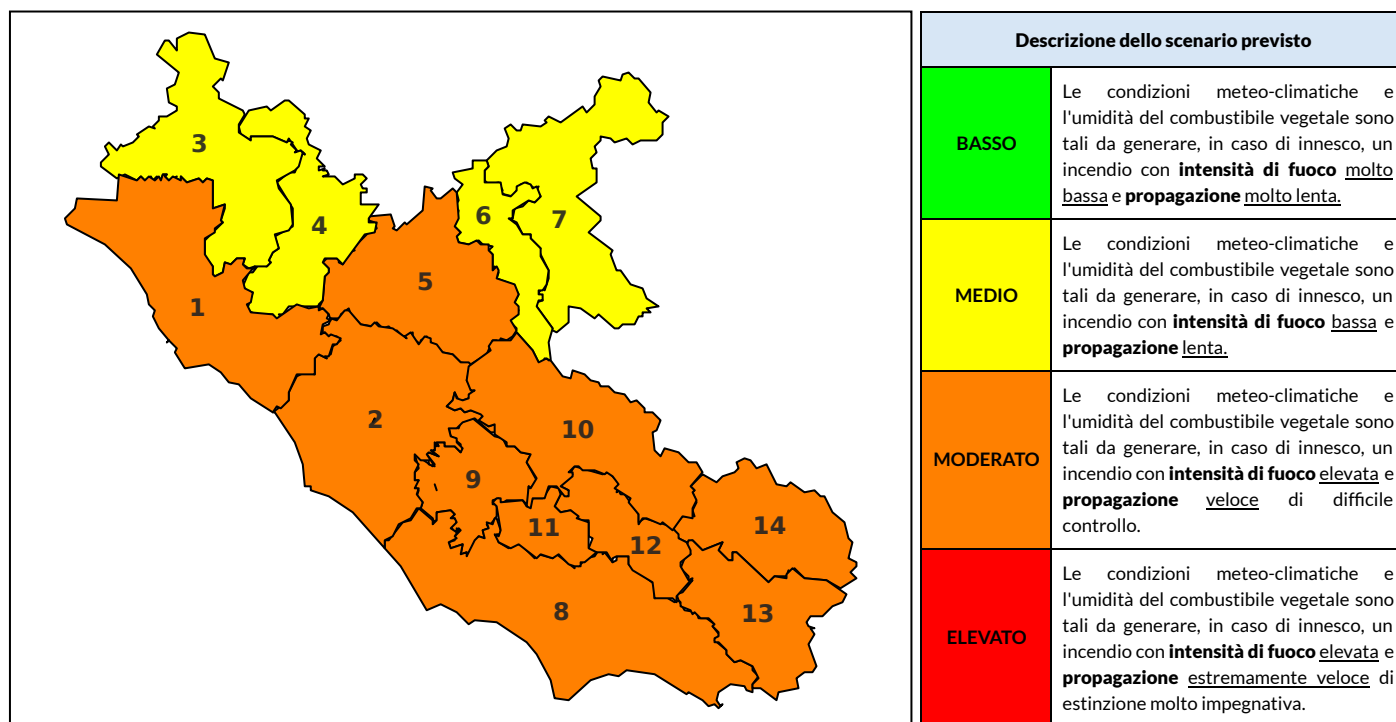 3
4
6
7
5
1
2
10
9
11
12
14
8
13
Descrizione dello scenario previsto
BASSO
Le condizioni meteo-climatiche e
l'umidità del combustibile vegetale sono
tali da generare, in caso di innesco, un
incendio con intensità di fuoco molto
bassa e propagazione molto lenta.
MEDIO
Le condizioni meteo-climatiche e
l'umidità del combustibile vegetale sono
tali da generare, in caso di innesco, un
incendio con intensità di fuoco bassa e
propagazione lenta.
MODERATO
Le condizioni meteo-climatiche e
l'umidità del combustibile vegetale sono
tali da generare, in caso di innesco, un
incendio con intensità di fuoco elevata e
propagazione veloce di difficile
controllo.
ELEVATO
Le condizioni meteo-climatiche e
l'umidità del combustibile vegetale sono
tali da generare, in caso di innesco, un
incendio con intensità di fuoco elevata e
propagazione estremamente veloce di
estinzione molto impegnativa.